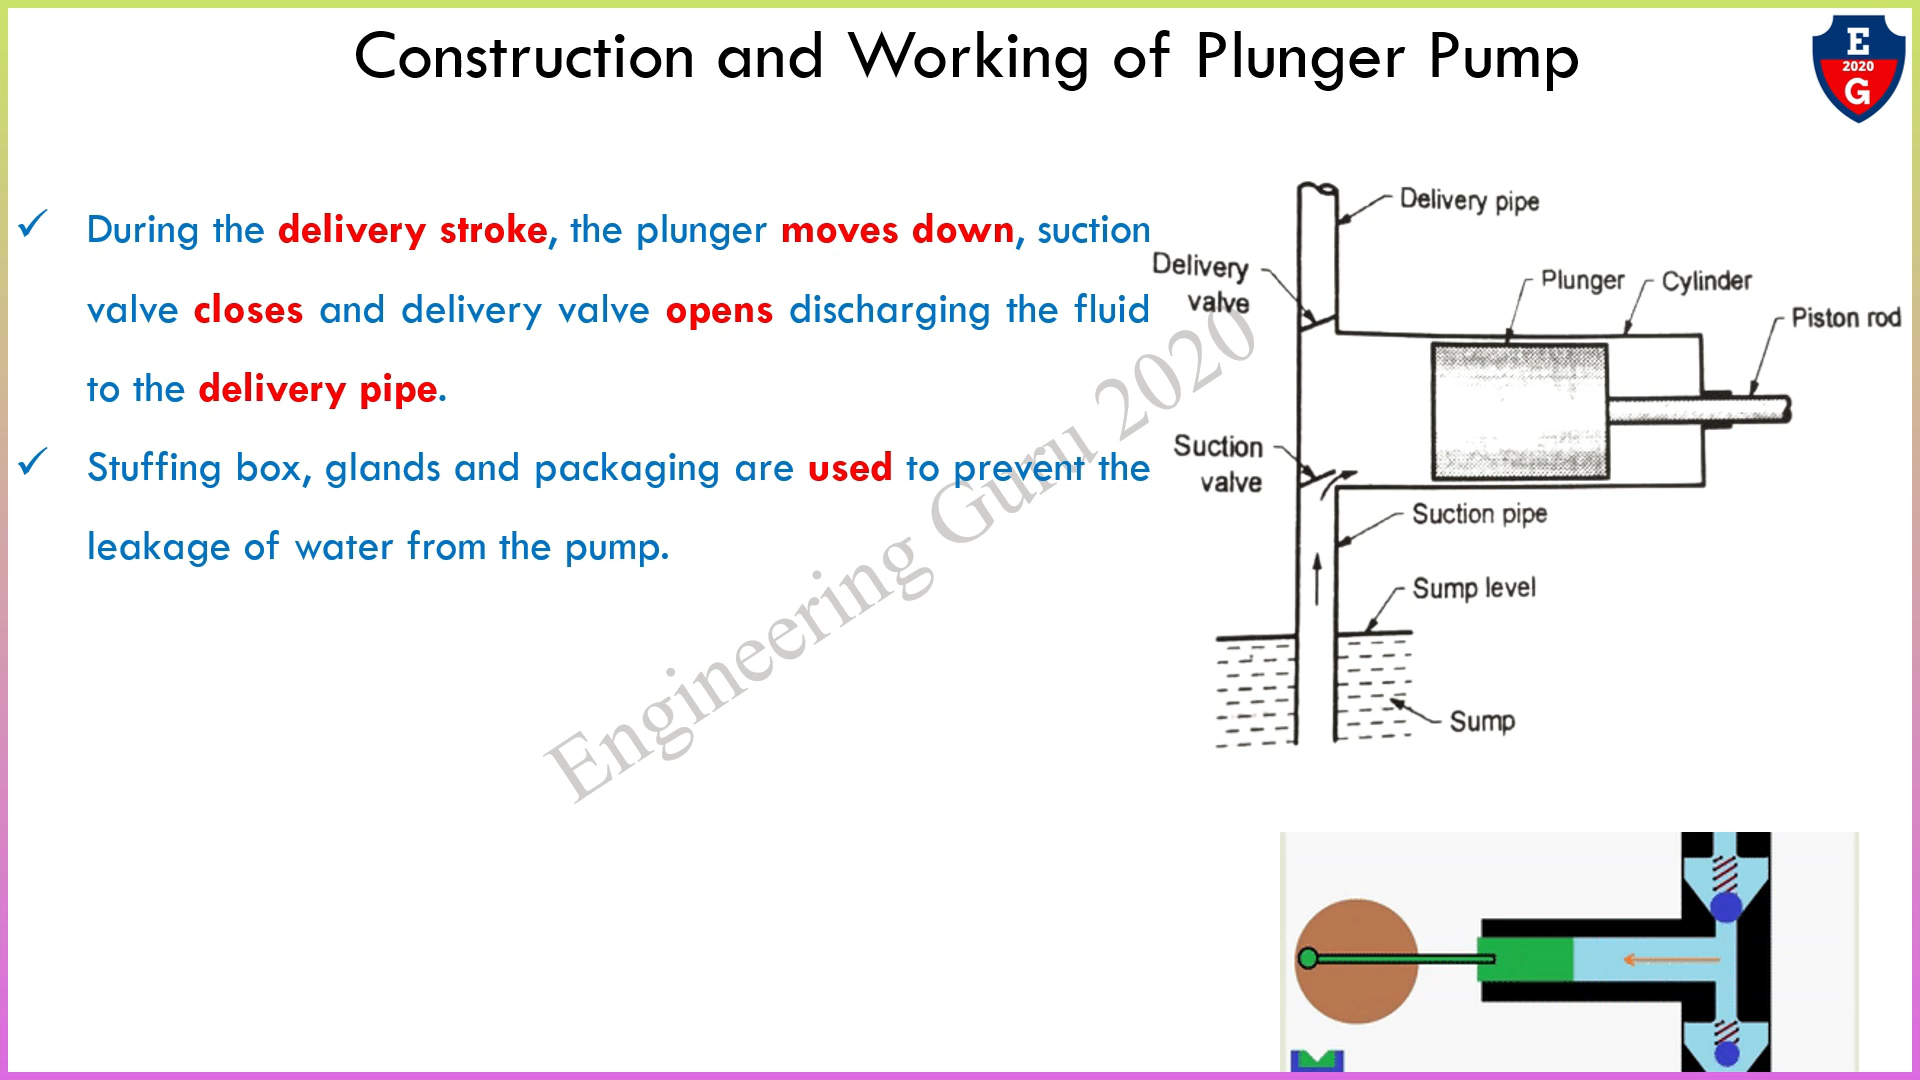 Construction and Working of Plunger Pump
E
2020
G
✓ During the delivery stroke, the plunger moves down, suction
valve closes and delivery valve opens discharging the fluid
to the delivery pipe.
✓ Stuffing box, glands and packaging are used to prevent the
leakage of water from the pump.
Delivery pipe
Delivery
valve
Plunger
Cylinder
Piston rod
Suction
valve
Suction pipe
Sump level
Sump
Engineering Guru 2020